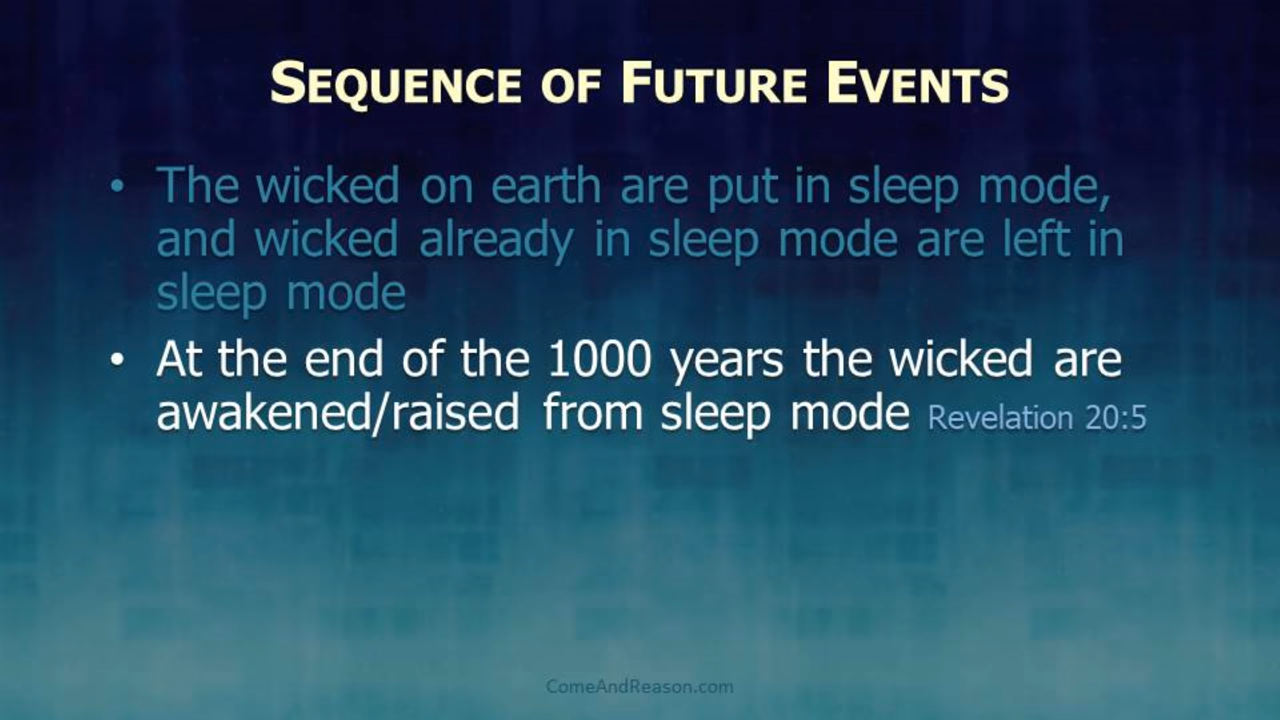 SEQUENCE OF FUTURE EVENTS
• The wicked on earth are put in sleep mode,
and wicked already in sleep mode are left in
sleep mode
• At the end of the 1000 years the wicked are
awakened/raised from sleep mode Revelation 20:5
ComeAndReason.com